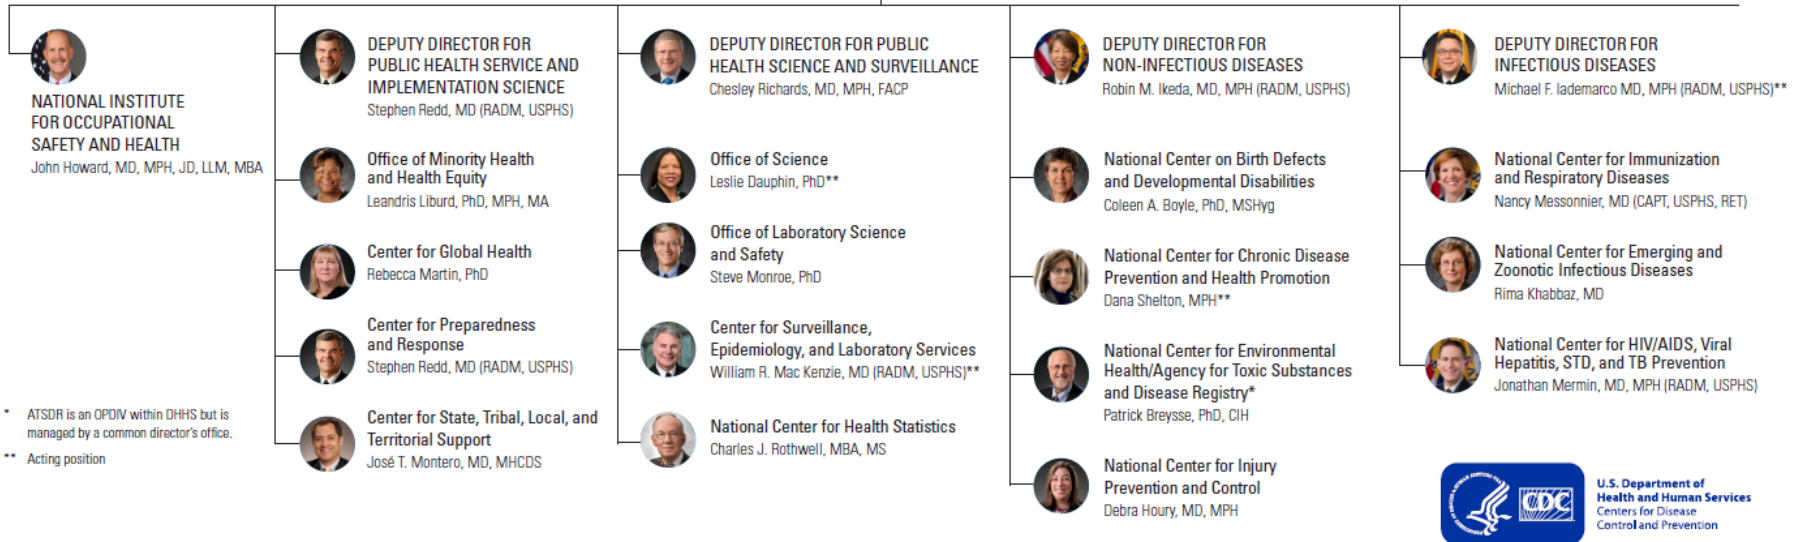 NATIONAL INSTITUTE
FOR OCCUPATIONAL
SAFETY AND HEALTH
John Howard, MD, MPH, JD, LLM, MBA
* ATSDR is an OPDIV within DHHS but is
managed by a common director's office.
** Acting position
DEPUTY DIRECTOR FOR
PUBLIC HEALTH SERVICE AND
IMPLEMENTATION SCIENCE
Stephen Redd, MD (RADM, USPHS)
Office of Minority Health
and Health Equity
Leandris Liburd, PhD, MPH, MA
Center for Global Health
Rebecca Martin, PhD
Center for Preparedness
and Response
Stephen Redd, MD (RADM, USPHS)
Center for State, Tribal, Local, and
Territorial Support
José T. Montero, MD, MHCDS
DEPUTY DIRECTOR FOR PUBLIC
HEALTH SCIENCE AND SURVEILLANCE
Chesley Richards, MD, MPH, FACP
Office of Science
Leslie Dauphin, PhD**
Office of Laboratory Science
and Safety
Steve Monroe, PhD
Center for Surveillance,
Epidemiology, and Laboratory Services
William R. Mac Kenzie, MD (RADM, USPHS)**
National Center for Health Statistics
Charles J. Rothwell, MBA, MS
DEPUTY DIRECTOR FOR
NON-INFECTIOUS DISEASES
Robin M. Ikeda, MD, MPH (RADM, USPHS)
National Center on Birth Defects
and Developmental Disabilities
Coleen A. Boyle, PhD, MSHyg
National Center for Chronic Disease
Prevention and Health Promotion
Dana Shelton, MPH**
National Center for Environmental
Health/Agency for Toxic Substances
and Disease Registry*
Patrick Breysse, PhD, CIH
National Center for Injury
Prevention and Control
Debra Houry, MD, MPH
DEPUTY DIRECTOR FOR
INFECTIOUS DISEASES
Michael F. Iademarco MD, MPH (RADM, USPHS)**
National Center for Immunization
and Respiratory Diseases
Nancy Messonnier, MD (CAPT, USPHS, RET)
National Center for Emerging and
Zoonotic Infectious Diseases
Rima Khabbaz, MD
National Center for HIV/AIDS, Viral
Hepatitis, STD, and TB Prevention
Jonathan Mermin, MD, MPH (RADM, USPHS)
CDC
U.S. Department of
Health and Human Services
Centers for Disease
Control and Prevention